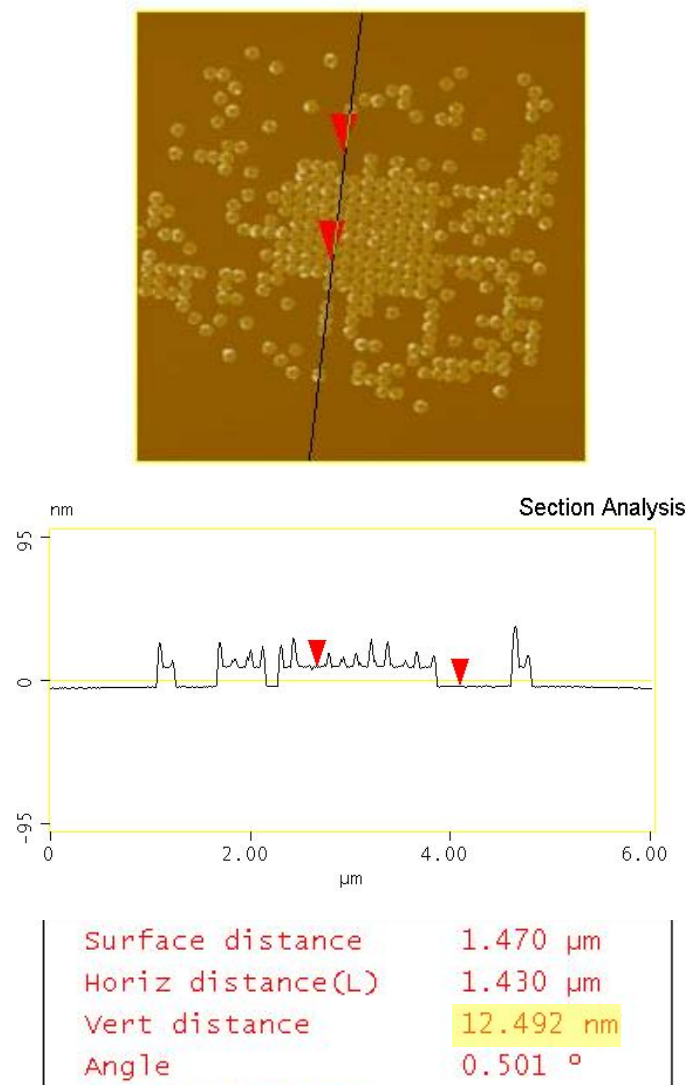 nm Section Analysis
95
0
-95
0 2.00 4.00 6.00
µm
Surface distance 1.470 µm
Horiz distance(L) 1.430 µm
Vert distance 12.492 nm
Angle 0.501 °